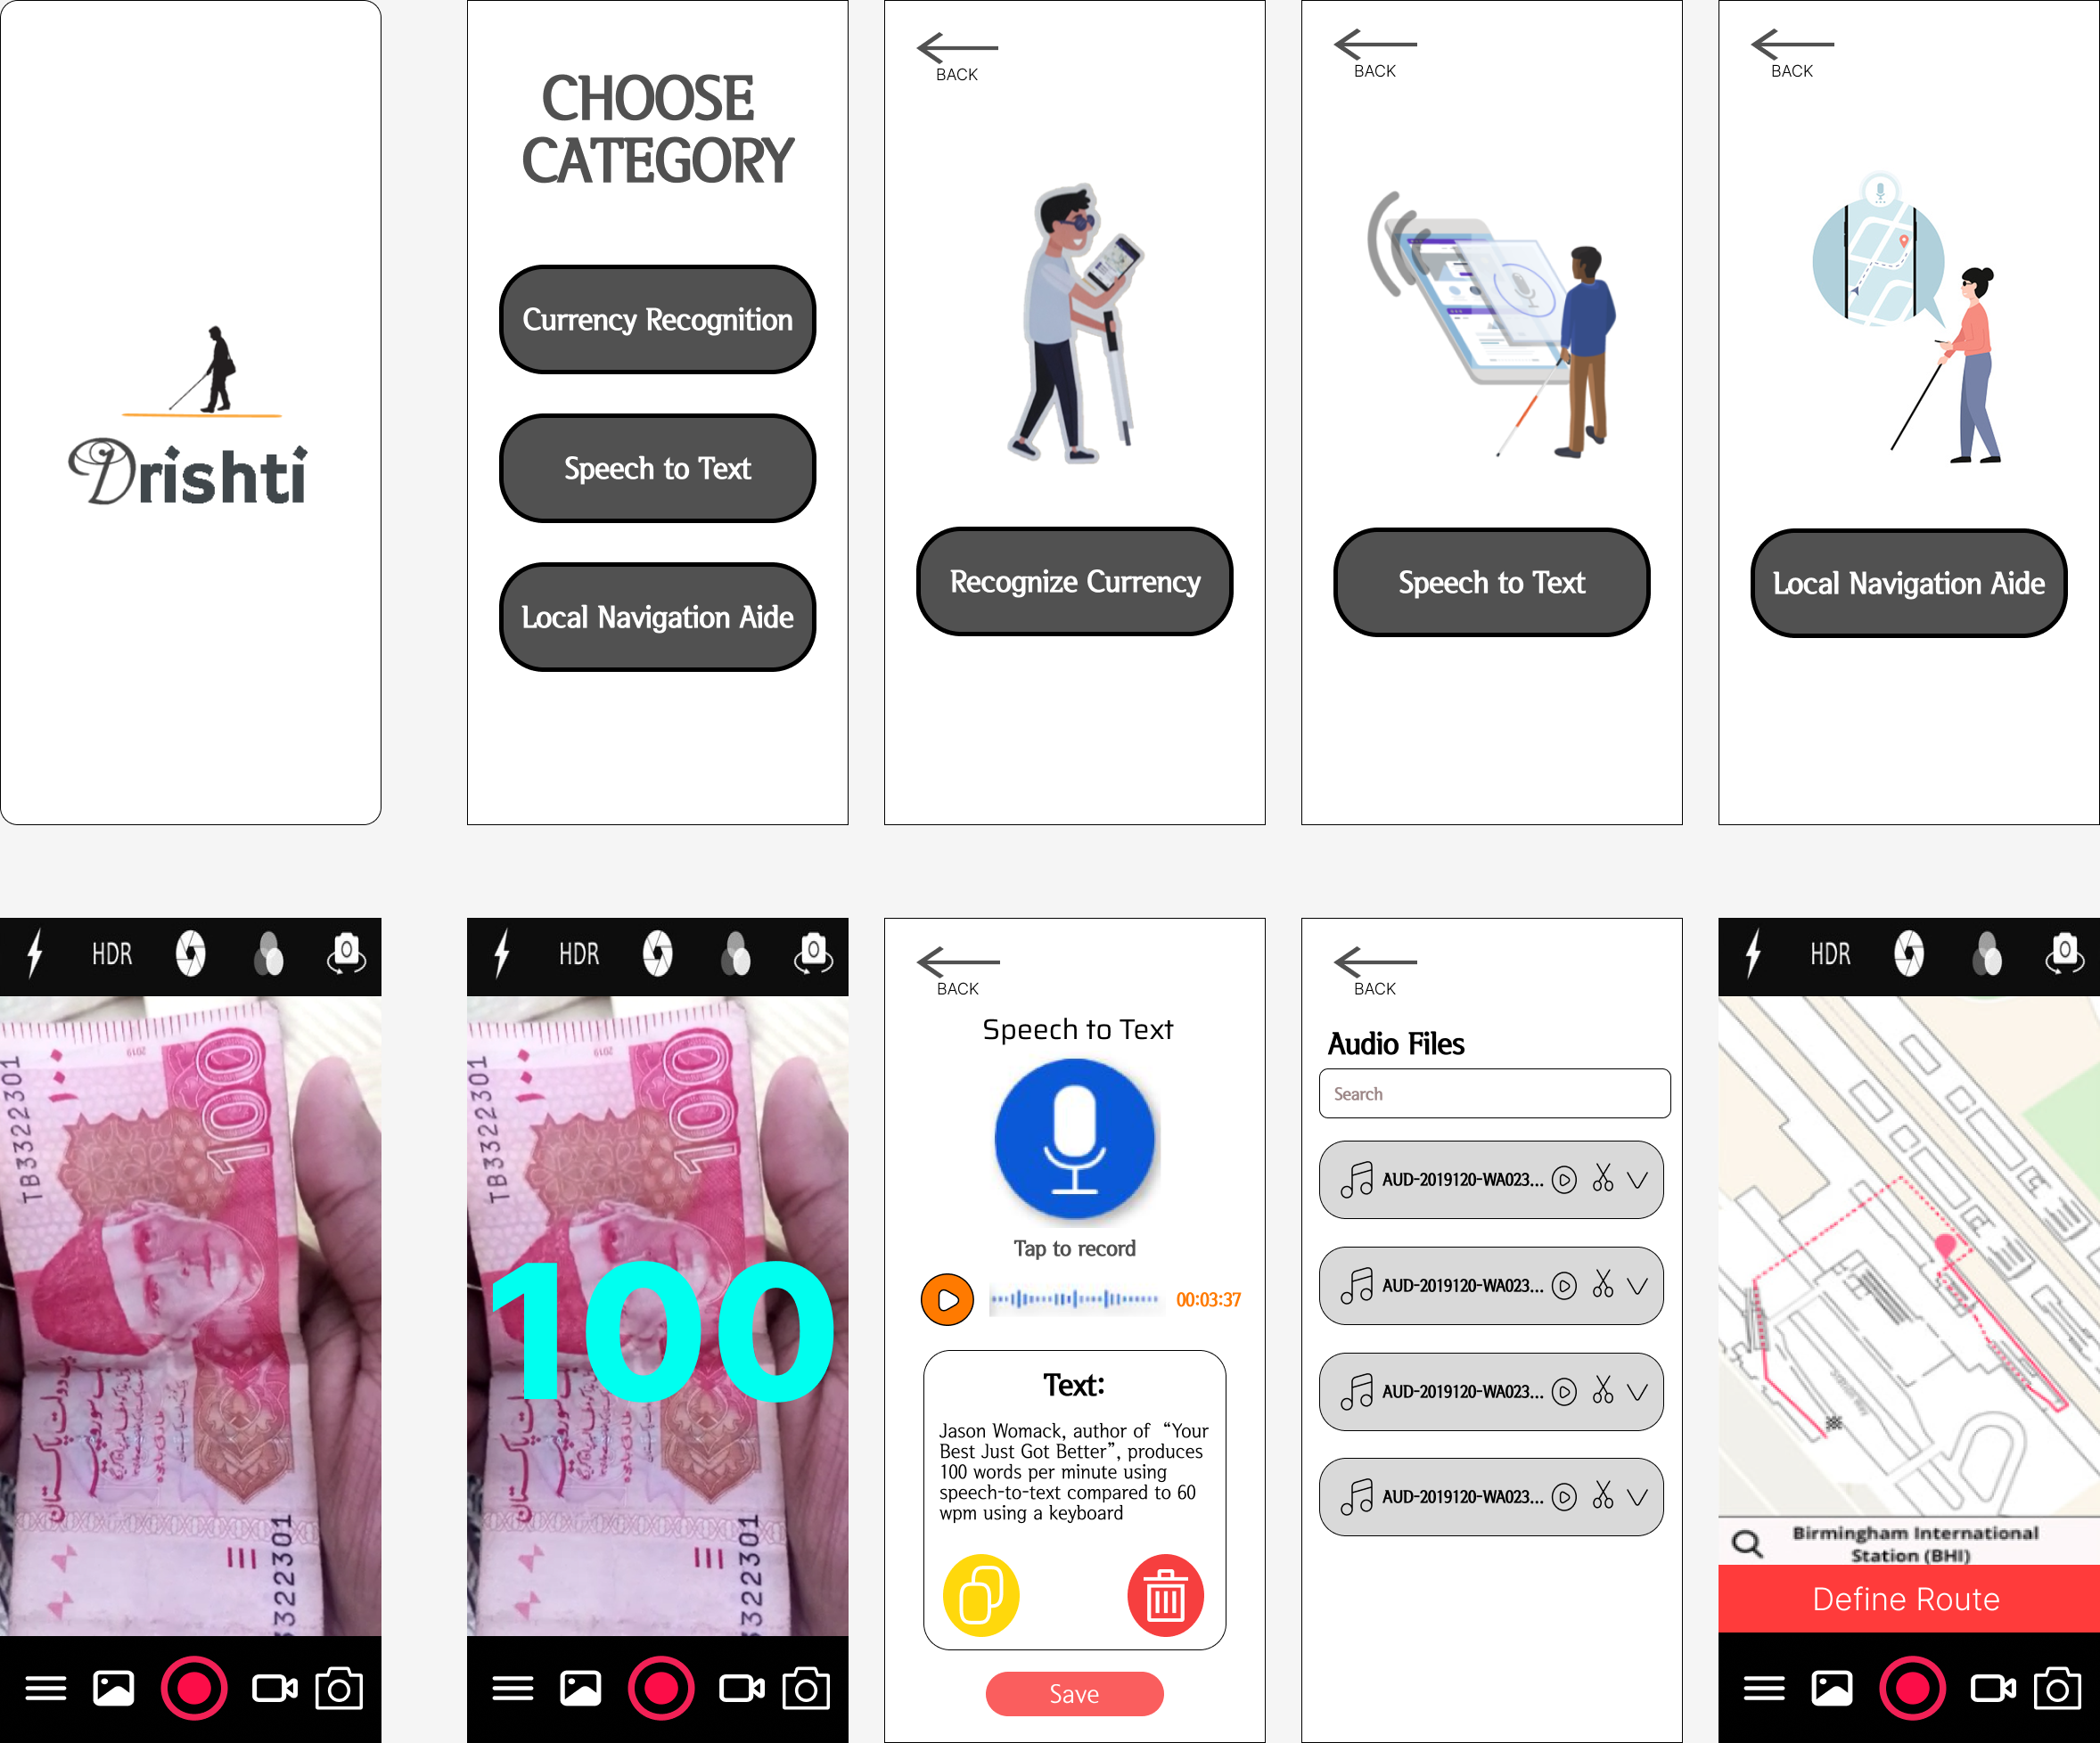 Drishti
CHOOSE
CATEGORY
Currency Recognition
Speech to Text
Local Navigation Aide
BACK
Recognize Currency
BACK
Speech to Text
BACK
Local Navigation Aide
HDR
2019
100
۱۰۰
TB3322301
3322301
HDR
2019
100
۱۰۰
TB3322301
100
3322301
BACK
Speech to Text
Tap to record
00:03:37
Text:
Jason Womack, author of “Your
Best Just Got Better”, produces
100 words per minute using
speech-to-text compared to 60
wpm using a keyboard
Save
BACK
Audio Files
Search
AUD-2019120-WA023...
AUD-2019120-WA023...
AUD-2019120-WA023...
AUD-2019120-WA023...
HDR
Birmingham International
Station (BHI)
Define Route